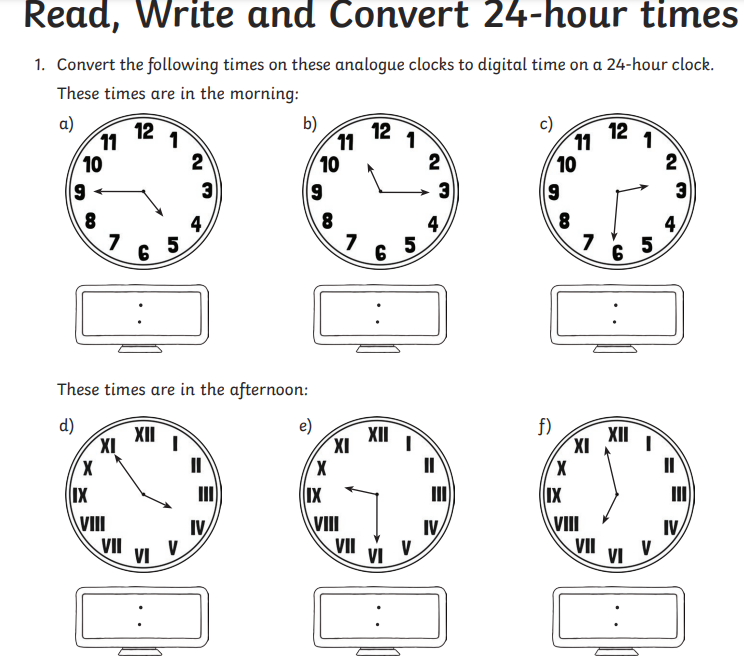 Read, Write and Convert 24-hour times
1. Convert the following times on these analogue clocks to digital time on a 24-hour clock.
These times are in the morning:
a) b) c)
12 1 2 3 4 5 6 7 8 9 10 11
12 1 2 3 4 5 6 7 8 9 10 11
12 1 2 3 4 5 6 7 8 9 10 11
: : :
These times are in the afternoon:
d) e) f)
XII I II III IV V VI VII VIII IX X XI
XII I II III IV V VI VII VIII IX X XI
XII I II III IV V VI VII VIII IX X XI
: : :